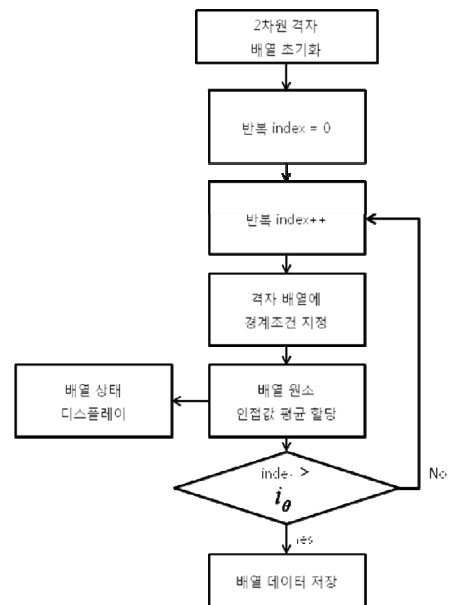 2차원 격자
배열 초기화
반복 index = 0
반복 index++
격자 배열에
경계조건 지정
배열 상태
디스플레이
배열 원소
인접값 평균 할당
index >
i_θ
No
배열 데이터 저장